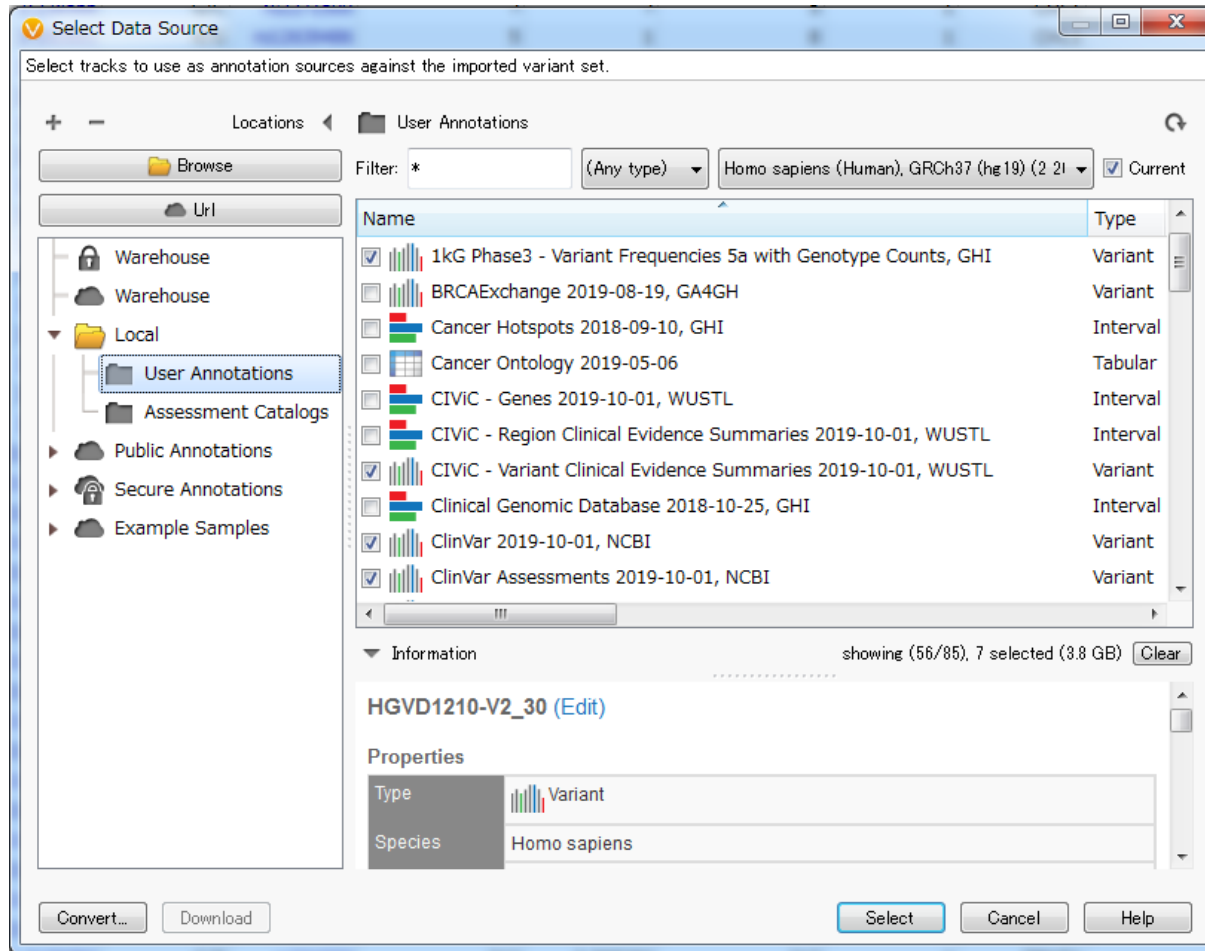 Select Data Source
Select tracks to use as annotation sources against the imported variant set.
Locations
User Annotations
Browse
Filter: * (Any type) Homo sapiens (Human), GRCh37 (hg19) (2 Current
Url
Name Type
Warehouse
Warehouse
Local
User Annotations
Assessment Catalogs
Public Annotations
Secure Annotations
Example Samples
1kG Phase3 - Variant Frequencies 5a with Genotype Counts, GHI Variant
BRCAExchange 2019-08-19, GA4GH Variant
Cancer Hotspots 2018-09-10, GHI Interval
Cancer Ontology 2019-05-06 Tabular
CIViC - Genes 2019-10-01, WUSTL Interval
CIViC - Region Clinical Evidence Summaries 2019-10-01, WUSTL Interval
CIViC - Variant Clinical Evidence Summaries 2019-10-01, WUSTL Variant
Clinical Genomic Database 2018-10-25, GHI Interval
ClinVar 2019-10-01, NCBI Variant
ClinVar Assessments 2019-10-01, NCBI Variant
Information showing (56/85), 7 selected (3.8 GB) Clear
HGVD1210-V2_30 (Edit)
Properties
Type Variant
Species Homo sapiens
Convert... Download Select Cancel Help